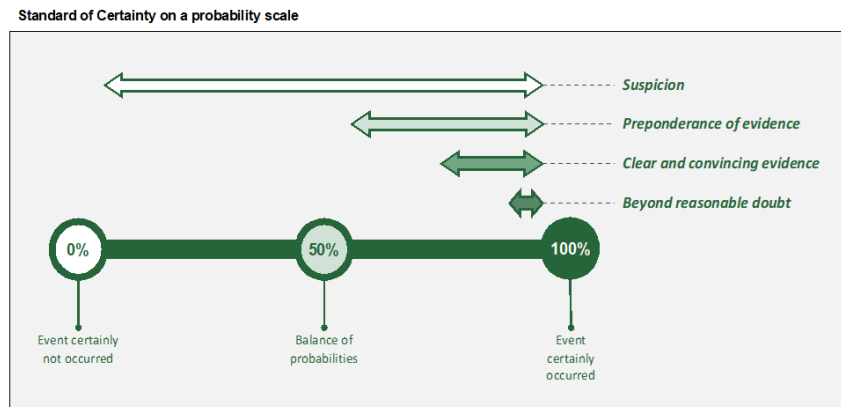 Standard of Certainty on a probability scale
Suspicion
Preponderance of evidence
Clear and convincing evidence
Beyond reasonable doubt
0%
50%
100%
Event certainly
not occurred
Balance of
probabilities
Event
certainly
occurred